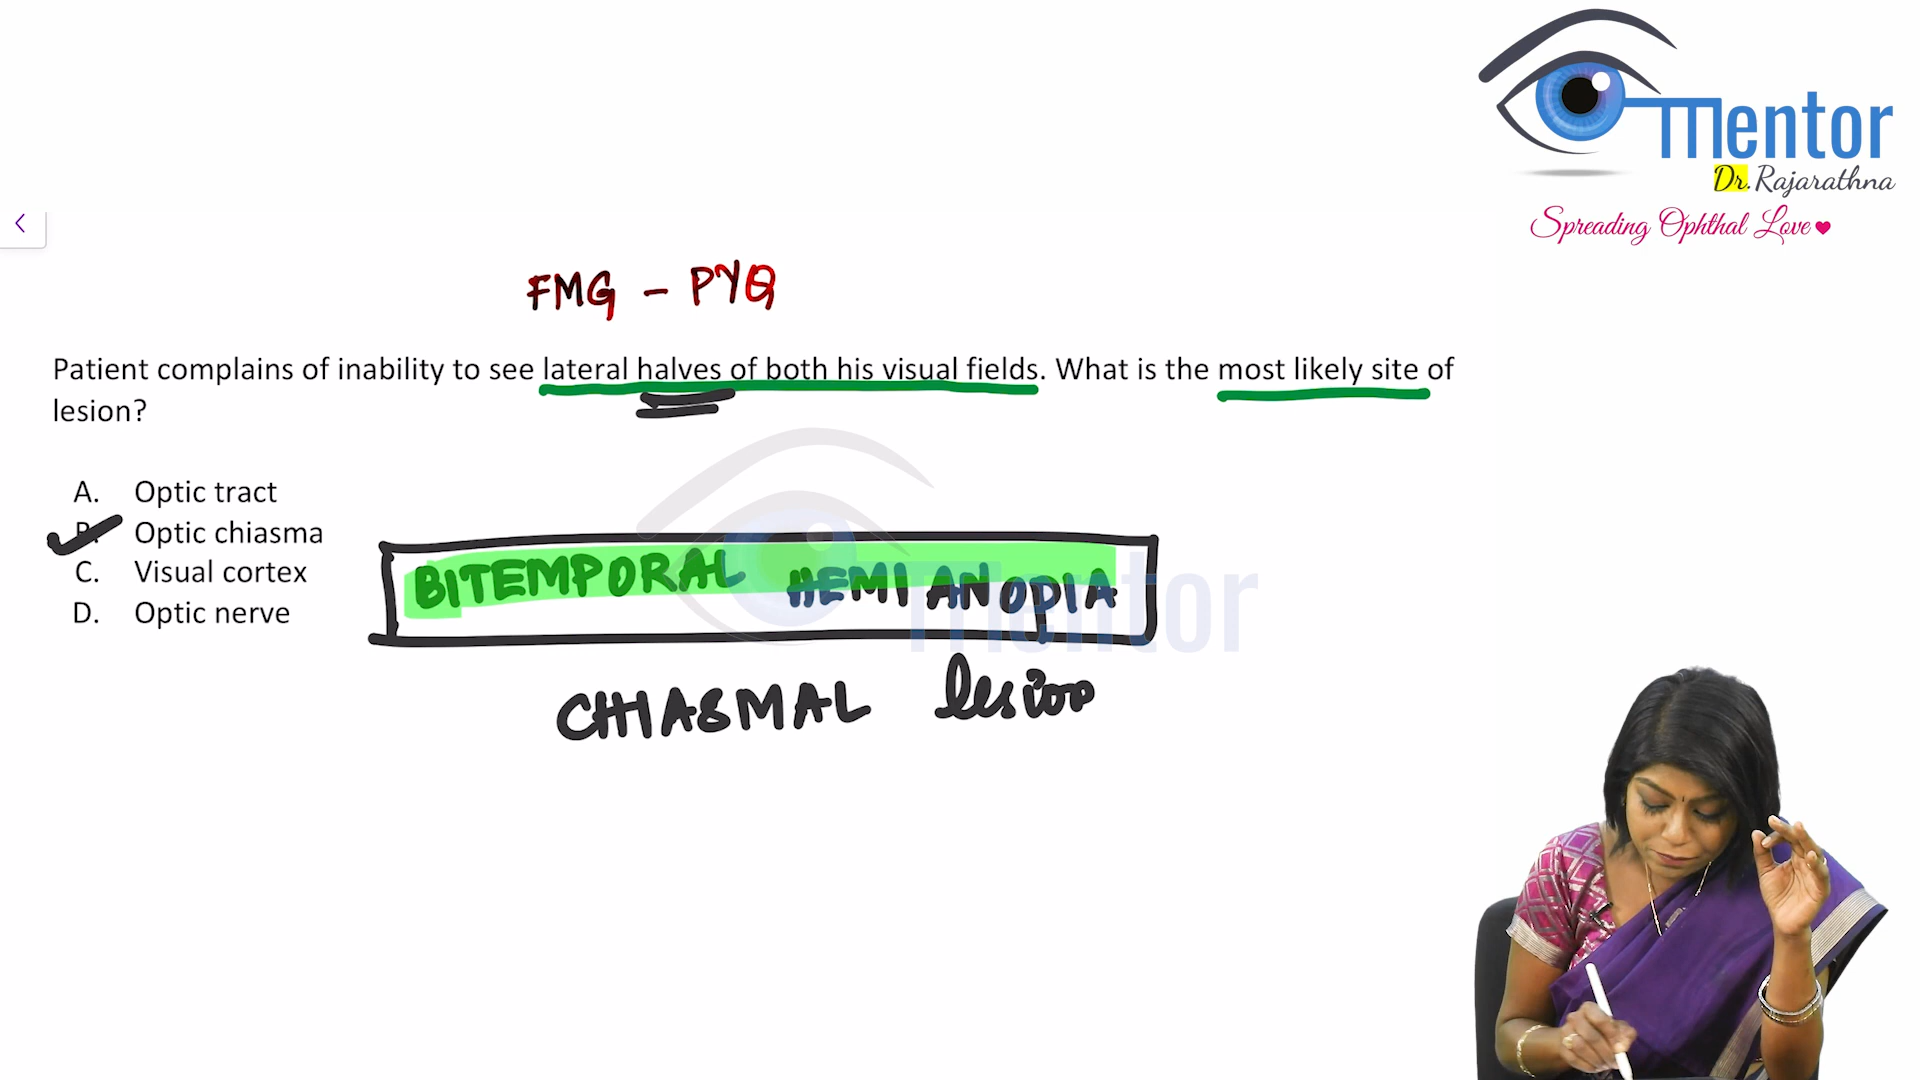 mentor
Dr. Rajarathna
Spreading Ophthal Love
FMG - PYQ
Patient complains of inability to see lateral halves of both his visual fields. What is the most likely site of
lesion?
A. Optic tract
B. Optic chiasma
C. Visual cortex
D. Optic nerve
BITEMPORAL HEMIANOPIA
mentor
CHIASMAL lesion